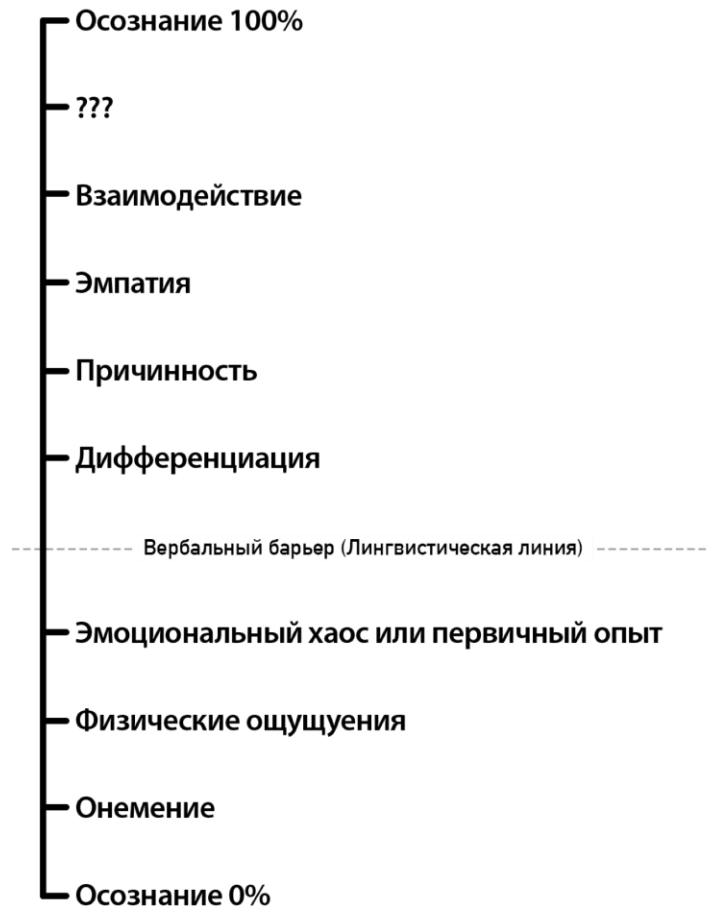 Осознание 100%
???
Взаимодействие
Эмпатия
Причинность
Дифференциация
Вербальный барьер (Лингвистическая линия)
Эмоциональный хаос или первичный опыт
Физические ощущуения
Онемение
Осознание 0%